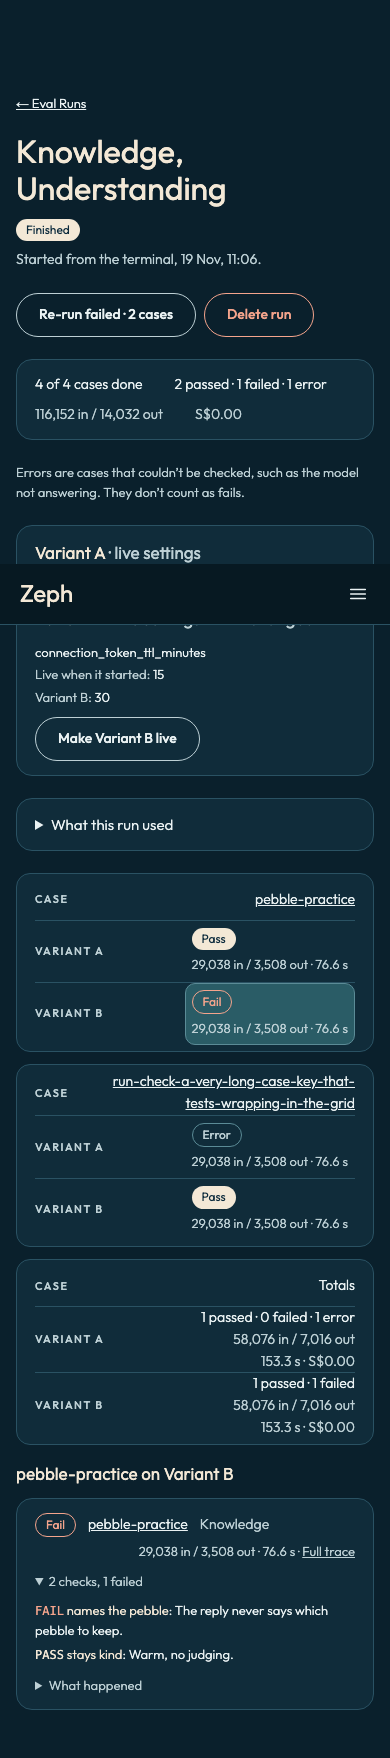 ← Eval Runs
Knowledge,
Understanding
Finished
Started from the terminal, 19 Nov, 11:06.
Re-run failed · 2 cases
Delete run
4 of 4 cases done
2 passed · 1 failed · 1 error
116,152 in / 14,032 out
S$0.00
Errors are cases that couldn't be checked, such as the model
not answering. They don't count as fails.
Variant A · live settings
Zeph
connection_token_ttl_minutes
Live when it started: 15
Variant B: 30
Make Variant B live
▶ What this run used
CASE
pebble-practice
VARIANT A
Pass
29,038 in / 3,508 out · 76.6 s
VARIANT B
Fail
29,038 in / 3,508 out · 76.6 s
CASE
run-check-a-very-long-case-key-that-
tests-wrapping-in-the-grid
VARIANT A
Error
29,038 in / 3,508 out · 76.6 s
VARIANT B
Pass
29,038 in / 3,508 out · 76.6 s
CASE
Totals
VARIANT A
1 passed · 0 failed · 1 error
58,076 in / 7,016 out
153.3 s · S$0.00
VARIANT B
1 passed · 1 failed
58,076 in / 7,016 out
153.3 s · S$0.00
pebble-practice on Variant B
Fail
pebble-practice
Knowledge
29,038 in / 3,508 out · 76.6 s · Full trace
▼ 2 checks, 1 failed
FAIL names the pebble: The reply never says which
pebble to keep.
PASS stays kind: Warm, no judging.
▶ What happened